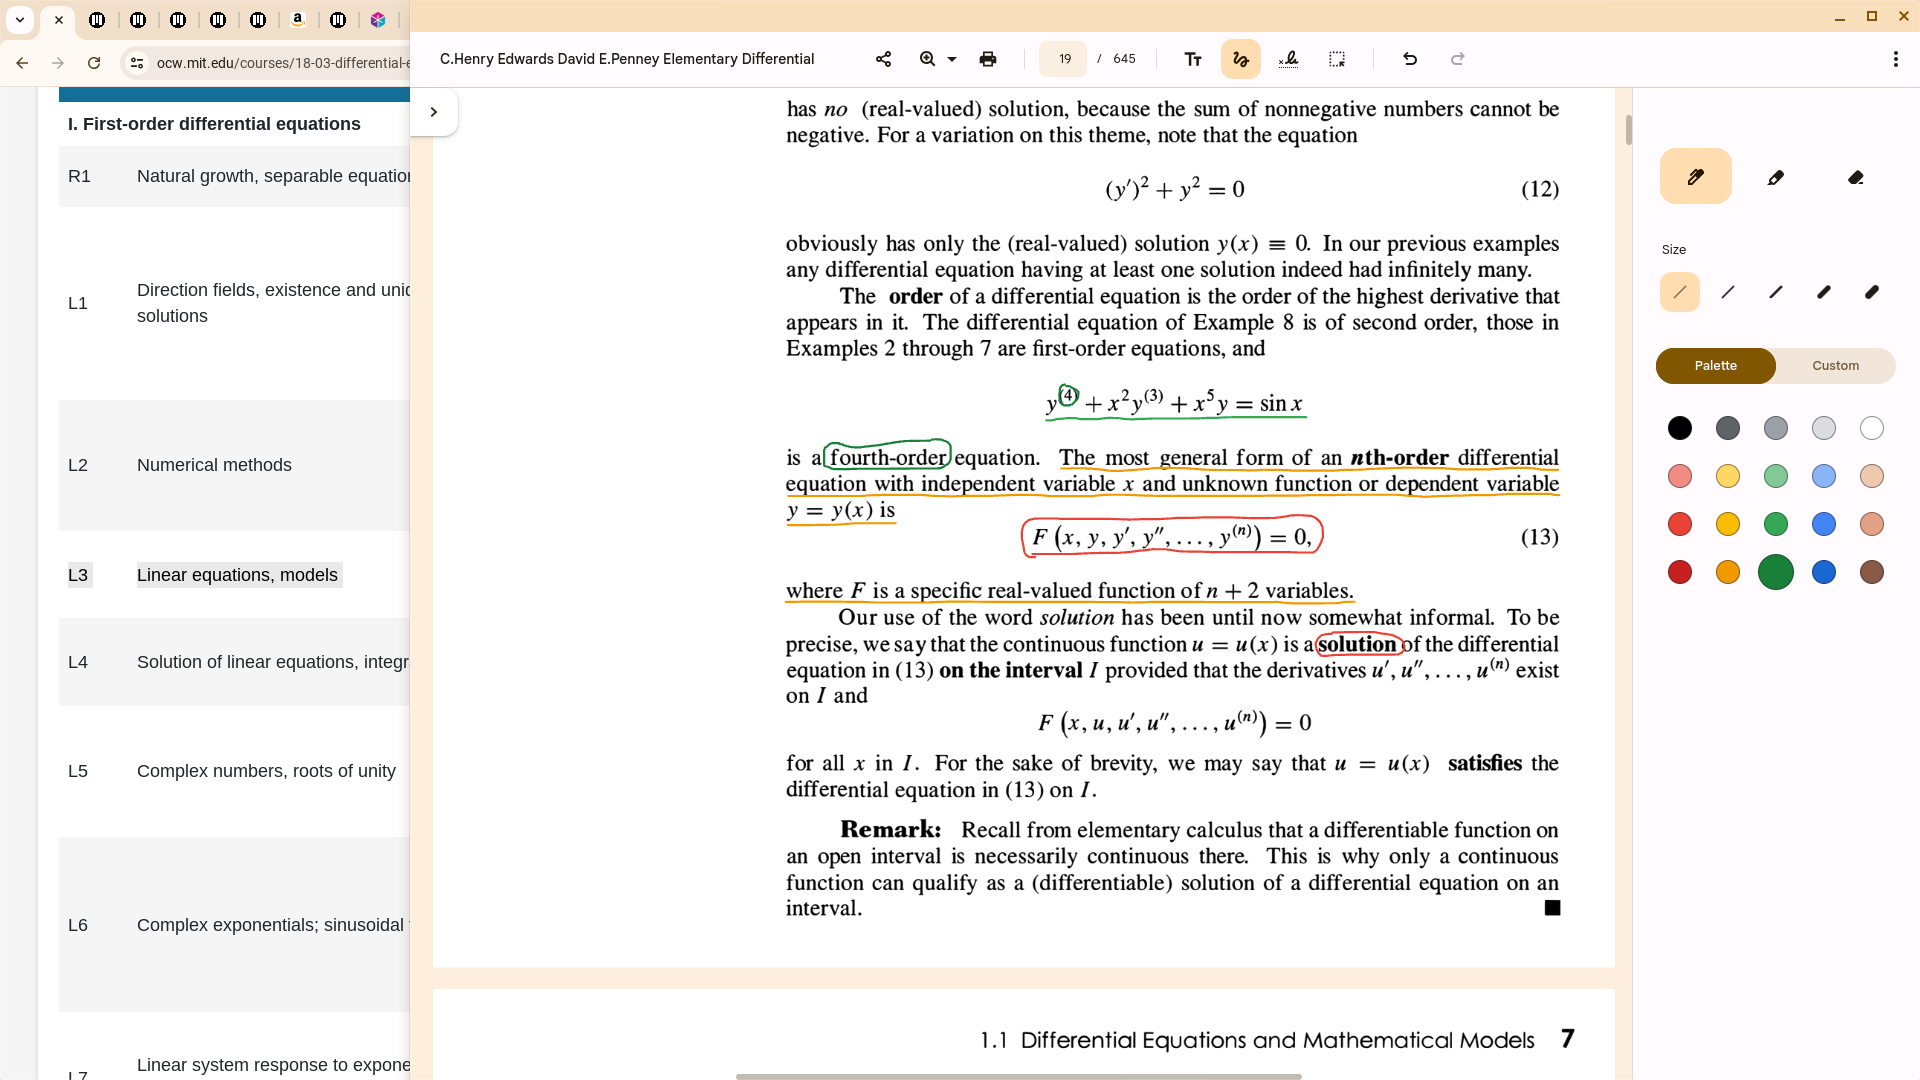 ocw.mit.edu/courses/18-03-differential-e
I. First-order differential equations
R1 Natural growth, separable equation
L1 Direction fields, existence and uniq
solutions
L2 Numerical methods
L3 Linear equations, models
L4 Solution of linear equations, integr
L5 Complex numbers, roots of unity
L6 Complex exponentials; sinusoidal
L7 Linear system response to expone
C.Henry Edwards David E.Penney Elementary Differential
19 / 645
has no (real-valued) solution, because the sum of nonnegative numbers cannot be
negative. For a variation on this theme, note that the equation
(y′)² + y² = 0 (12)
obviously has only the (real-valued) solution y(x) ≡ 0. In our previous examples
any differential equation having at least one solution indeed had infinitely many.
The order of a differential equation is the order of the highest derivative that
appears in it. The differential equation of Example 8 is of second order, those in
Examples 2 through 7 are first-order equations, and
y⁽⁴⁾ + x²y⁽³⁾ + x⁵y = sin x
is a fourth-order equation. The most general form of an nth-order differential
equation with independent variable x and unknown function or dependent variable
y = y(x) is
F (x, y, y′, y″, . . . , y⁽ⁿ⁾) = 0, (13)
where F is a specific real-valued function of n + 2 variables.
Our use of the word solution has been until now somewhat informal. To be
precise, we say that the continuous function u = u(x) is a solution of the differential
equation in (13) on the interval I provided that the derivatives u′, u″, . . . , u⁽ⁿ⁾ exist
on I and
F (x, u, u′, u″, . . . , u⁽ⁿ⁾) = 0
for all x in I. For the sake of brevity, we may say that u = u(x) satisfies the
differential equation in (13) on I.
Remark: Recall from elementary calculus that a differentiable function on
an open interval is necessarily continuous there. This is why only a continuous
function can qualify as a (differentiable) solution of a differential equation on an
interval.
1.1 Differential Equations and Mathematical Models 7
Size
Palette Custom